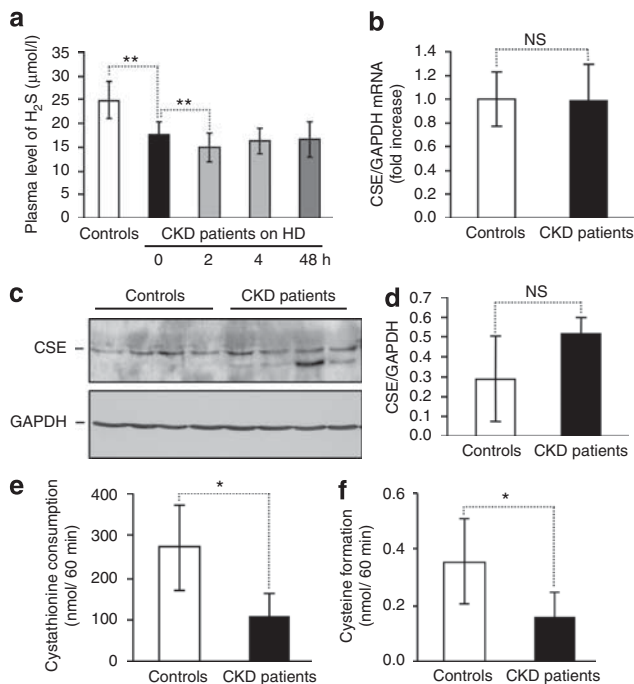 a
Plasma level of H2S (μmol/l)
35
30
25
20
15
10
5
0
**
**
Controls
CKD patients on HD
0 2 4 48 h
b
CSE/GAPDH mRNA
(fold increase)
1.4
1.2
1.0
0.8
0.6
0.4
0.2
0.0
NS
Controls CKD patients
c
Controls CKD patients
CSE
GAPDH
d
CSE/GAPDH
0.7
0.6
0.5
0.4
0.3
0.2
0.1
0.0
NS
Controls CKD patients
e
Cystathionine consumption
(nmol/ 60 min)
400
300
200
100
0
*
Controls CKD patients
f
Cysteine formation
(nmol/ 60 min)
0.6
0.4
0.2
0
*
Controls CKD patients